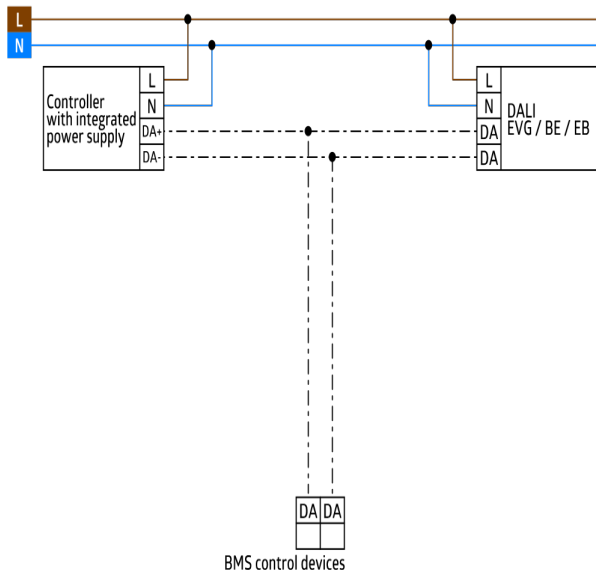 L
N
Controller
with integrated
power supply
L
N
DA+
DA-
L
N
DA
DA
DALI
EVG / BE / EB
DA DA
BMS control devices